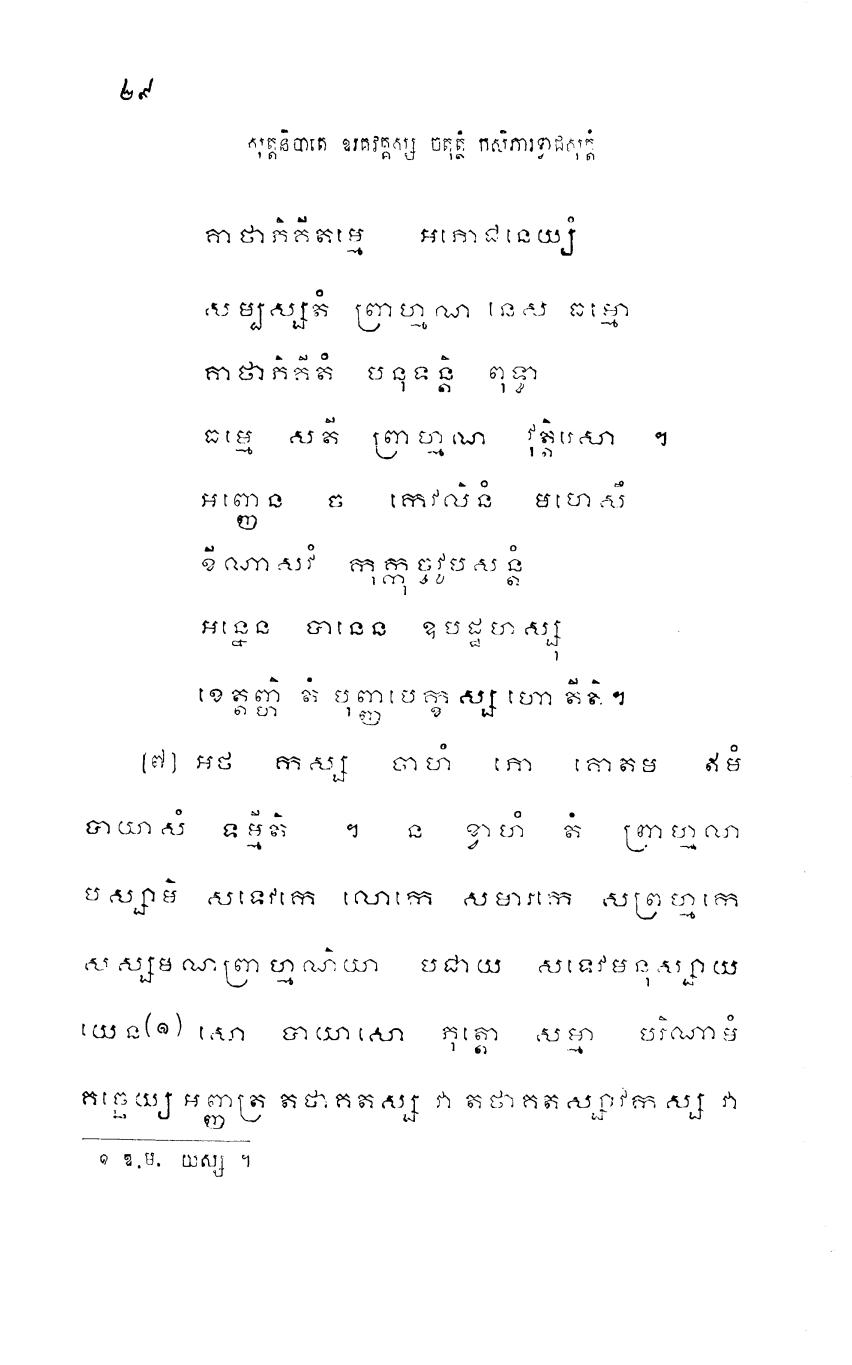 ២៩
សុត្តនិបាតេ ឧរគវគ្គស្ស ចតុត្ថំ កសិភារទ្វាជសុត្តំ
គាថាភិគីតម្មេ អភោជនេយ្យំ
សម្បស្សតំ ព្រាហ្មណ នេស ធម្មោ
គាថាភិគីតំ បនុទន្តិ ពុទ្ធា
ធម្មេ សតី ព្រាហ្មណ វុត្តិរេសា ។
អញ្ញេន ច កេវលិនំ មហេសឹ
ខីណាសវំ កុក្កុច្ចវូបសន្តំ
អន្នេន បានេន ឧបដ្ឋហស្សុ
ខេត្តញ្ហិ តំ បុញ្ញបេក្ខស្ស ហោតីតិ។
[៧] អថ កស្ស ចាហំ ភោ គោតម ឥមំ
បាយាសំ ទម្មីតិ ។ ន ខ្វាហំ តំ ព្រាហ្មណ
បស្សាមិ សទេវកេ លោកេ សមារកេ សព្រហ្មកេ
សស្សមណព្រាហ្មណិយា បជាយ សទេវមនុស្សាយ
យេន(១) សោ បាយាសោ ភុត្តោ សម្មា បរិណាមំ
គច្ឆេយ្យ អញ្ញត្រ តថាគតស្ស វា តថាគតស្សាវកស្ស វា
១ ឱ.ម. យស្ស ។